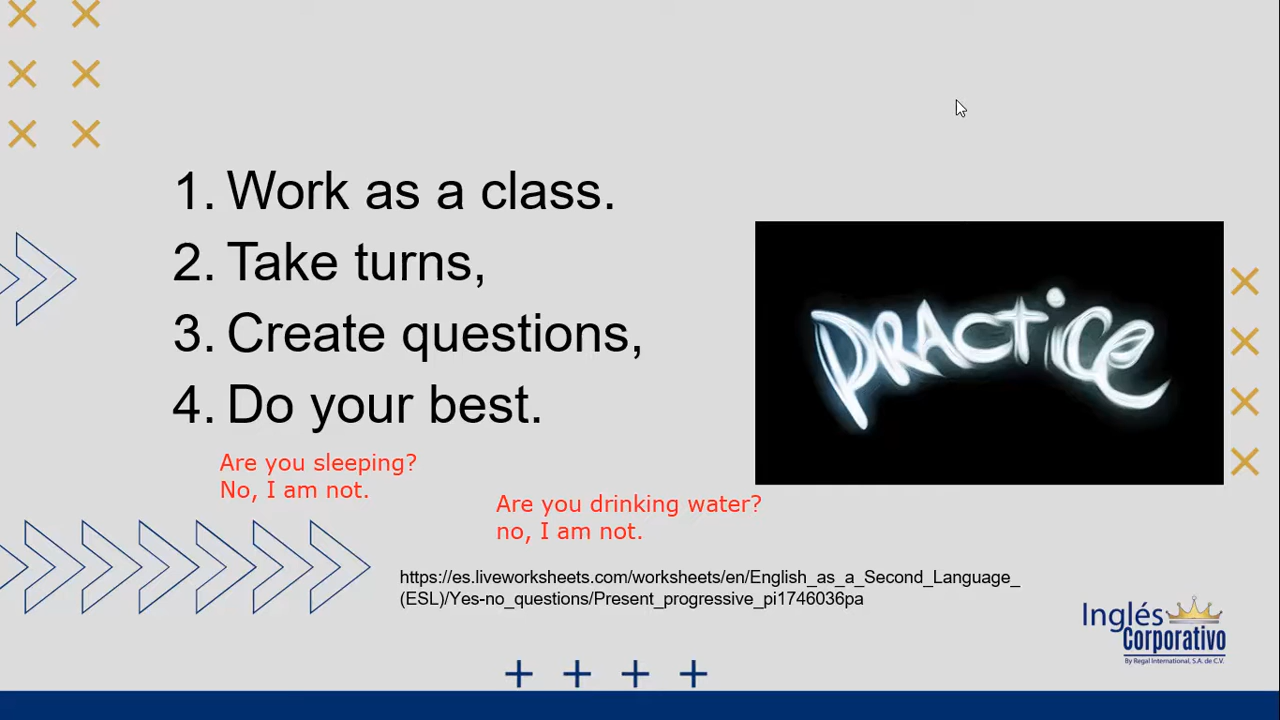 1. Work as a class.
2. Take turns,
3. Create questions,
4. Do your best.
PRACTICE
Are you sleeping?
No, I am not.
Are you drinking water?
no, I am not.
https://es.liveworksheets.com/worksheets/en/English_as_a_Second_Language_
(ESL)/Yes-no_questions/Present_progressive_pi1746036pa
Inglés
Corporativo
By Regal International, S.A. de C.V.